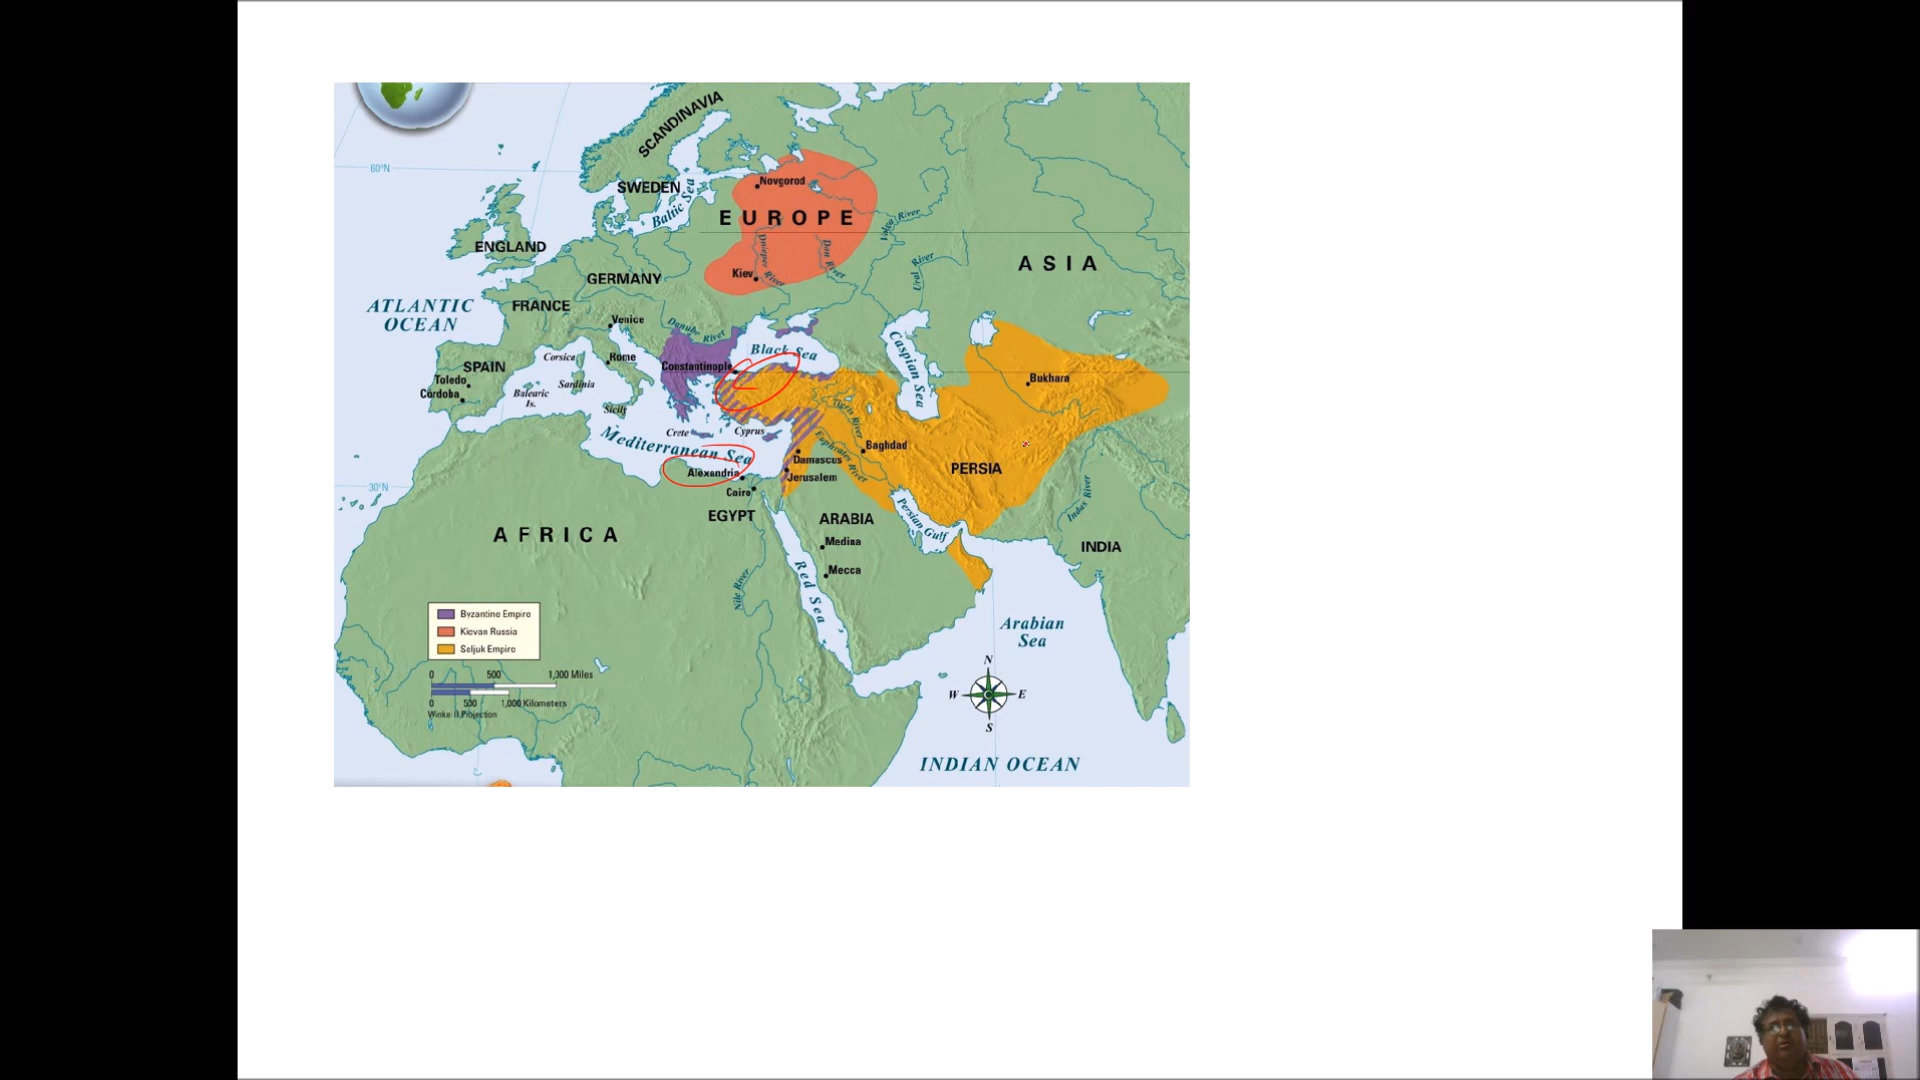 SCANDINAVIA
60°N
Novgorod
SWEDEN
Baltic Sea
EUROPE
Volga River
ENGLAND
Dnieper River
Don River
Ural River
ASIA
Kiev
GERMANY
ATLANTIC
OCEAN
FRANCE
Venice
Danube River
Black Sea
Caspian Sea
Corsica
Rome
SPAIN
Constantinople
Toledo
Cordoba
Sardinia
Bukhara
Balearic
Is.
Sicily
Tigris River
Crete
Cyprus
Mediterranean Sea
Euphrates River
Baghdad
Damascus
PERSIA
Alexandria
Jerusalem
30°N
Cairo
Indus River
EGYPT
ARABIA
Persian Gulf
AFRICA
Medina
INDIA
Mecca
Red Sea
Nile River
Byzantine Empire
Kievan Russia
Seljuk Empire
Arabian
Sea
0 500 1,000 Miles
0 500 1,000 Kilometers
Winkel II Projection
N
W E
S
INDIAN OCEAN